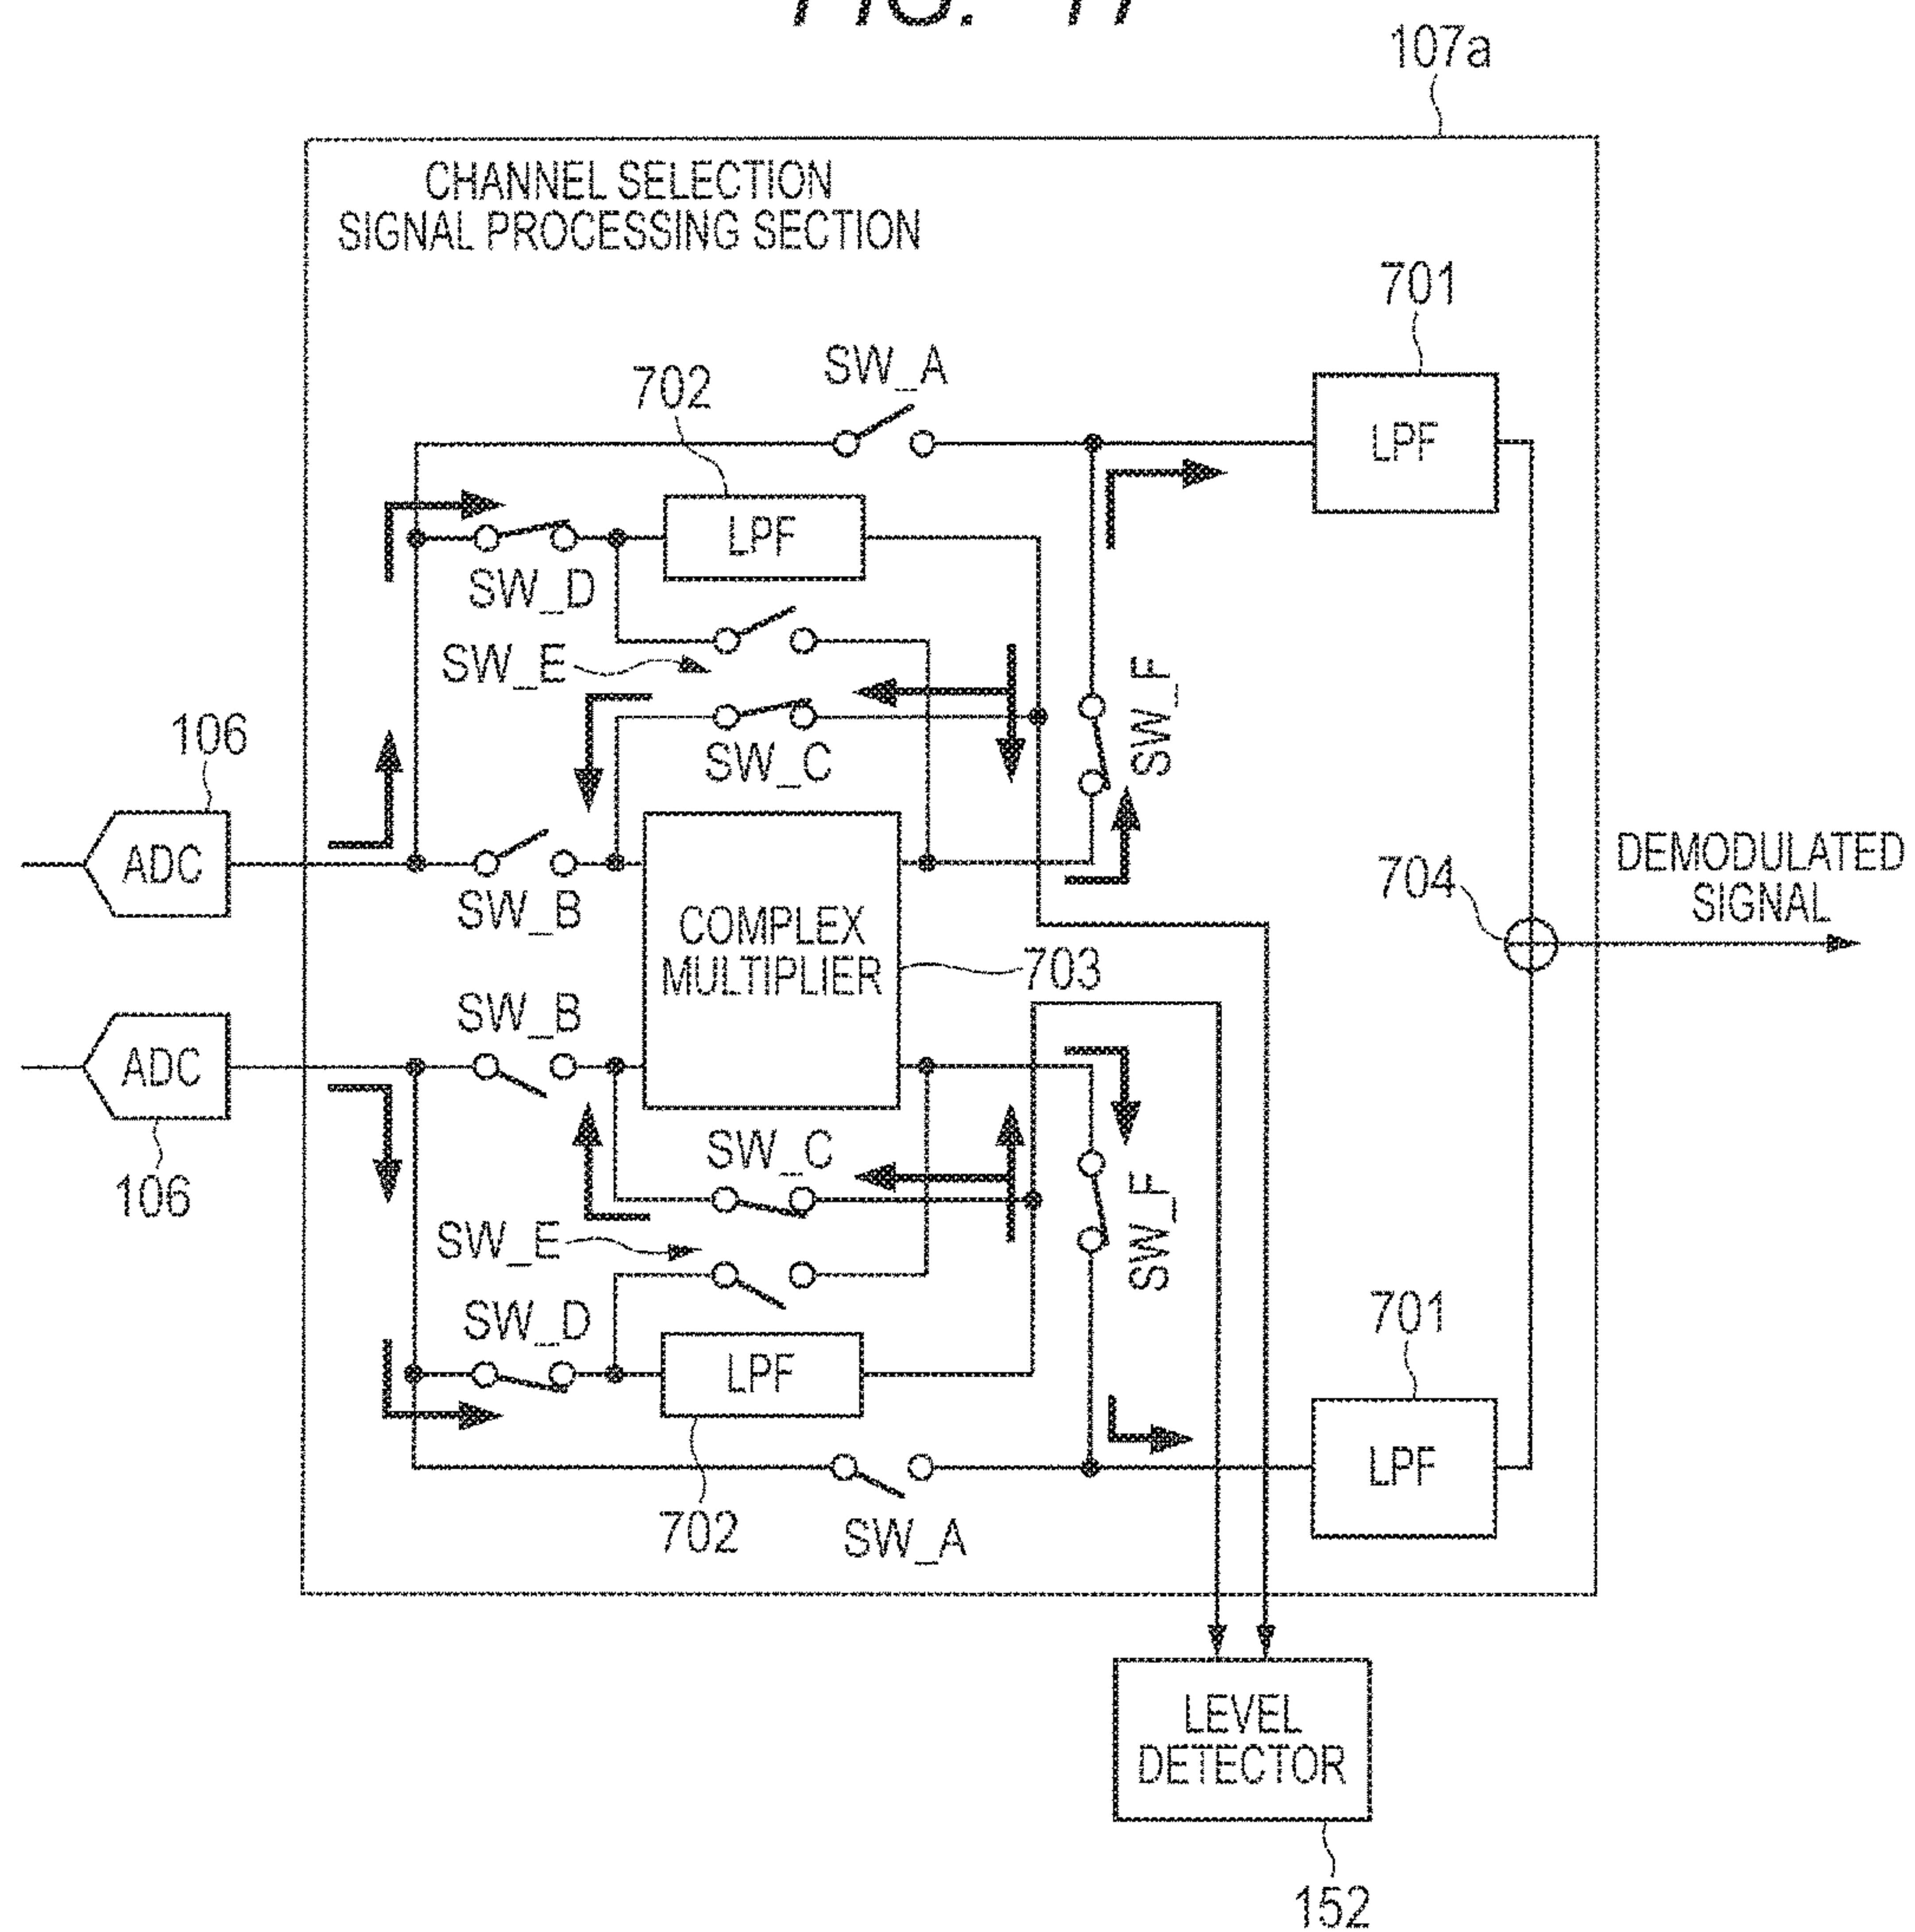 107a
CHANNEL SELECTION
SIGNAL PROCESSING SECTION
701
SW_A
702
LPF
LPF
SW_D
SW_E
SW_F
SW_C
106
ADC
SW_B
COMPLEX
MULTIPLIER
703
704
DEMODULATED
SIGNAL
SW_B
ADC
106
SW_C
SW_F
SW_E
SW_D
701
LPF
LPF
702
SW_A
LEVEL
DETECTOR
152